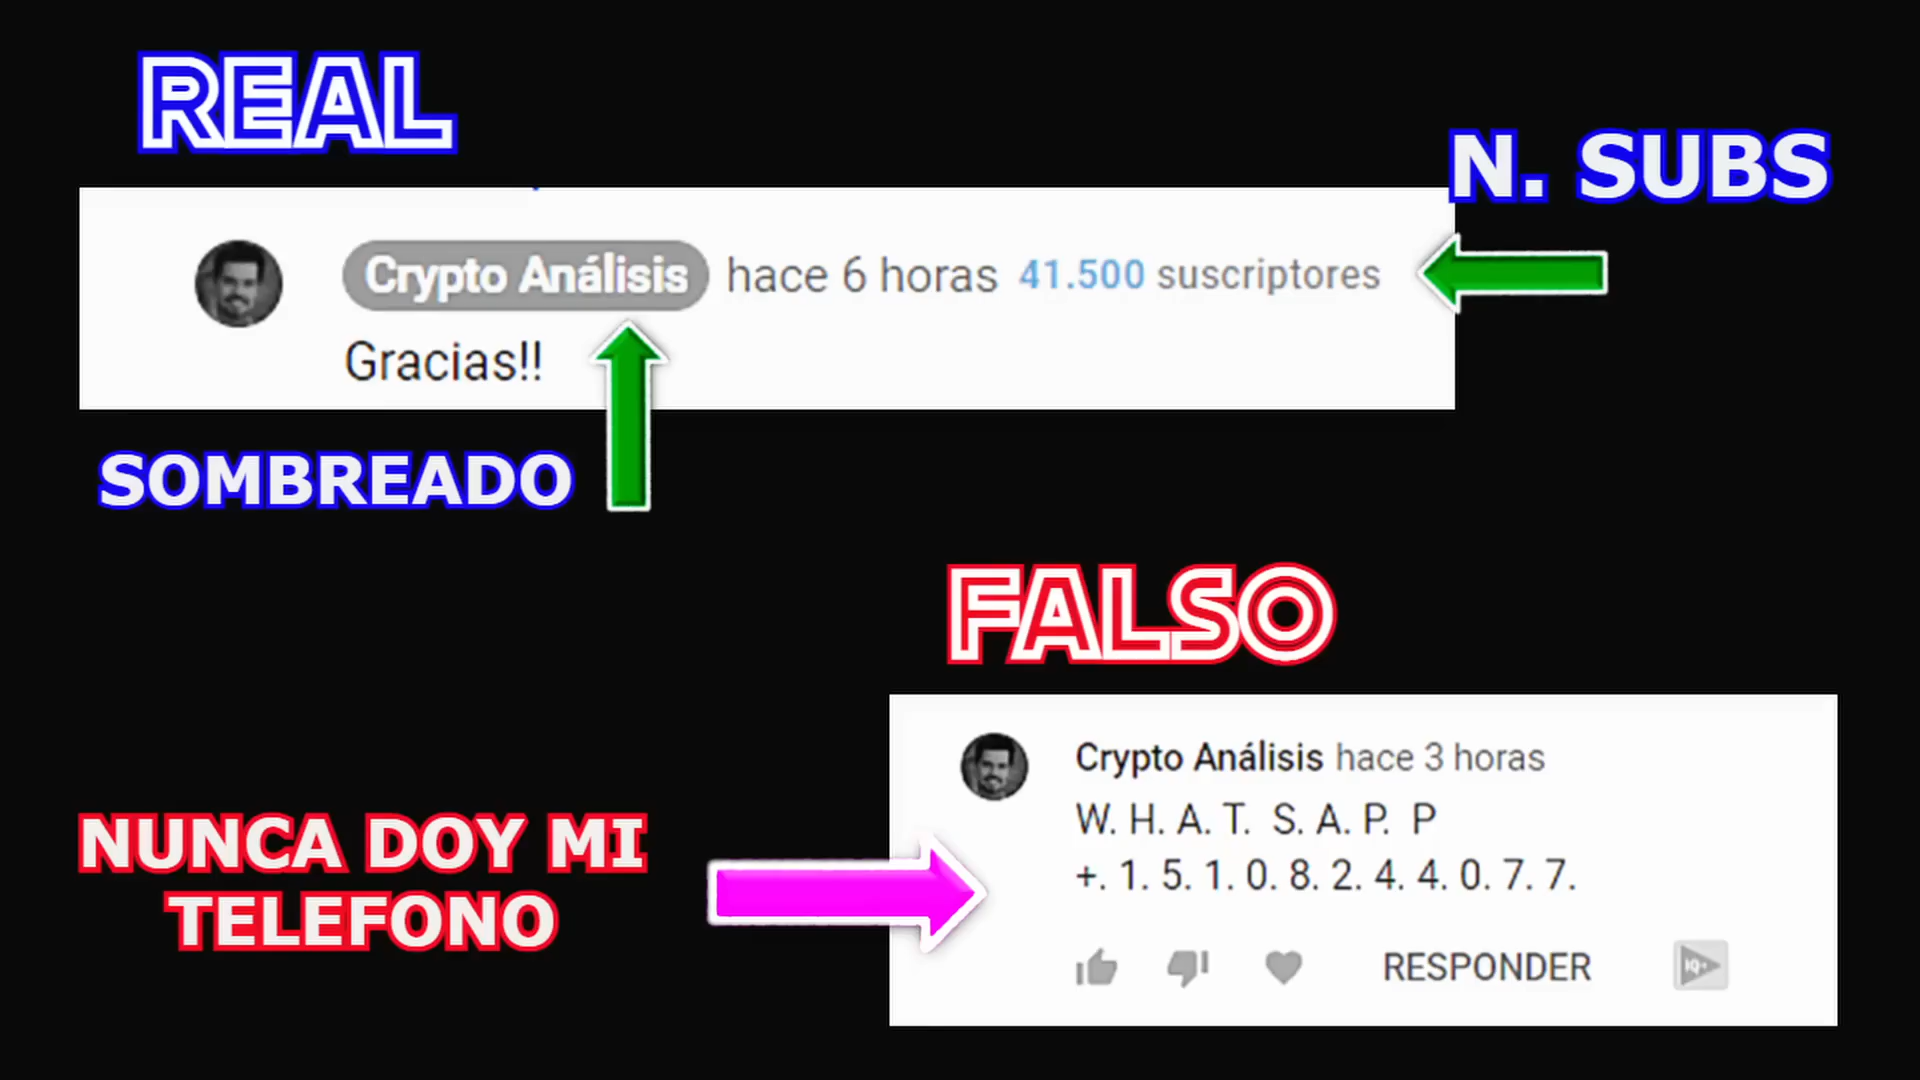 REAL
N. SUBS
Crypto Análisis hace 6 horas 41.500 suscriptores
Gracias!!
SOMBREADO
FALSO
Crypto Análisis hace 3 horas
W. H. A. T. S. A. P. P
+. 1. 5. 1. 0. 8. 2. 4. 4. 0. 7. 7.
NUNCA DOY MI
TELEFONO
RESPONDER
IQ+